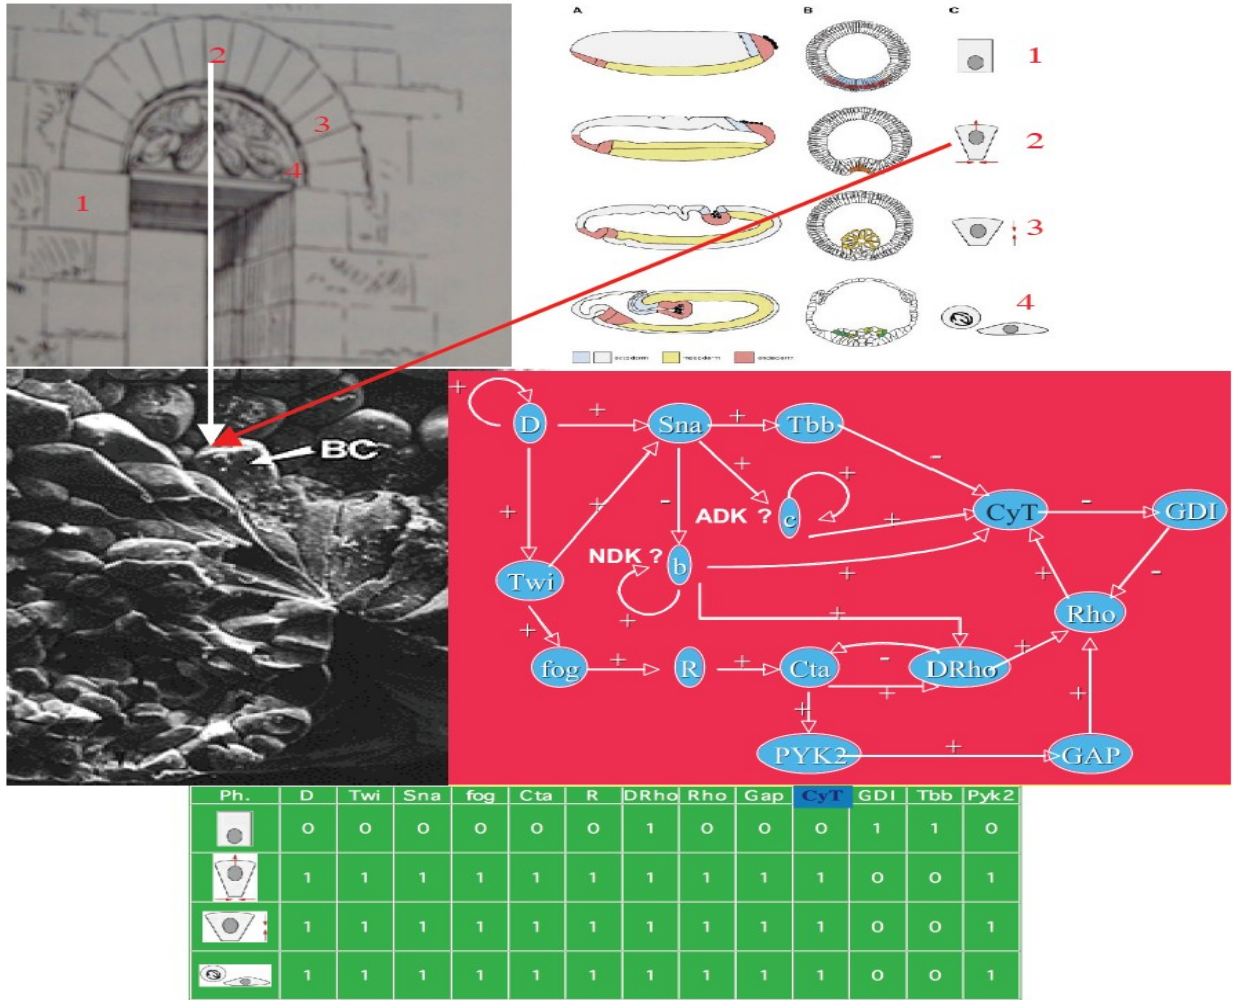 2
3
4
1
A B C
1
2
3
4
ectoderm mesoderm endoderm
BC
+
D + Sna + Tbb
-
+
+
+ + - ADK ? c + CyT - GDI
NDK ? b
Twi
+
+ -
+ + Rho
+ +
fog + R + Cta - DRho
+
+ +
PYK2 + GAP
Ph. D Twi Sna fog Cta R DRho Rho Gap CyT GDI Tbb Pyk2
0 0 0 0 0 0 1 0 0 0 1 1 0
1 1 1 1 1 1 1 1 1 1 0 0 1
1 1 1 1 1 1 1 1 1 1 0 0 1
1 1 1 1 1 1 1 1 1 1 0 0 1